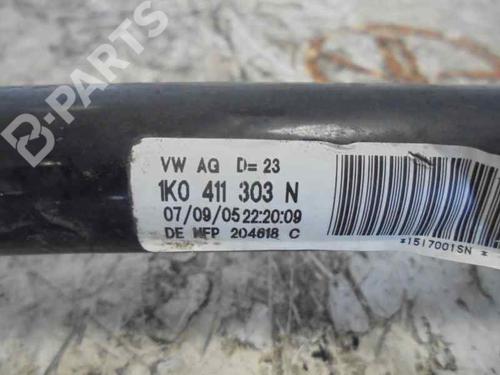 B-PARTS
VW AG D= 23
1K0 411 303 N
07/09/05 22:20:09
DE MFP 204618 C
*1517001SN *